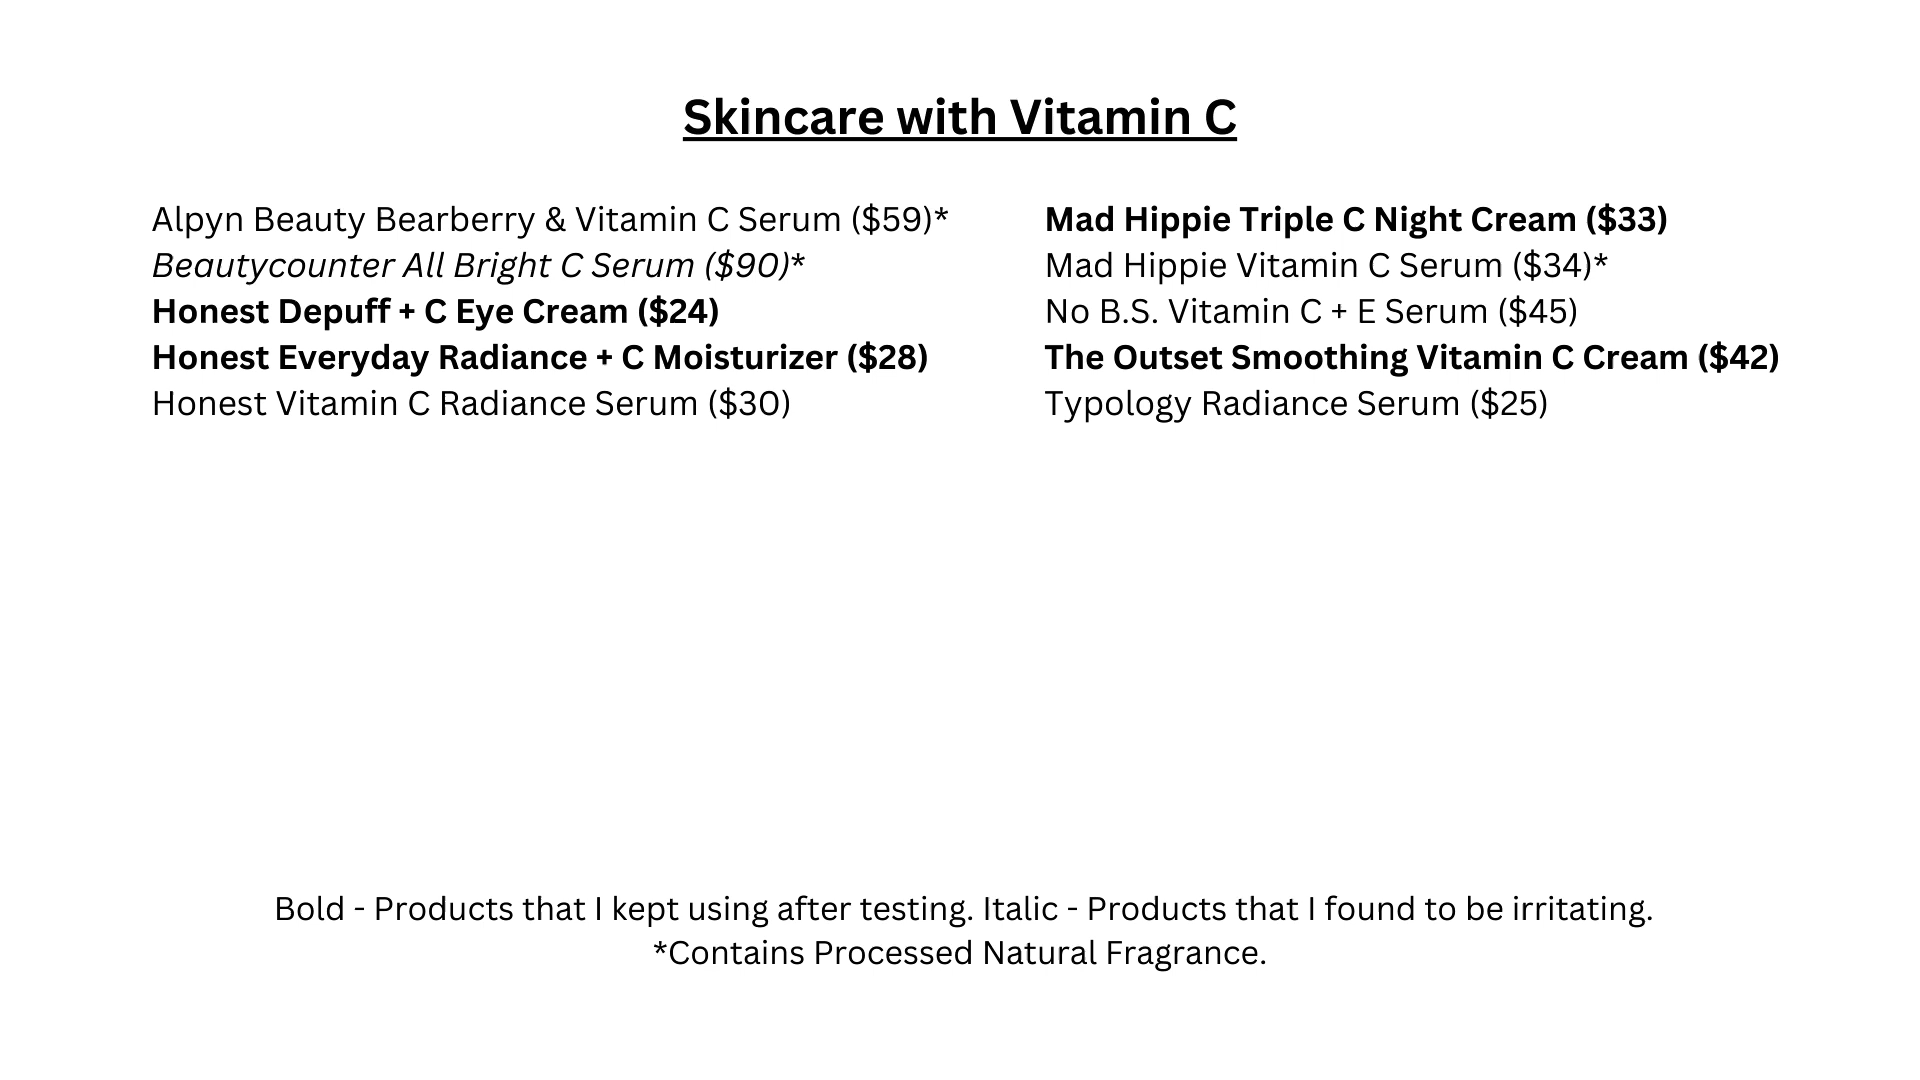 Skincare with Vitamin C
Alpyn Beauty Bearberry & Vitamin C Serum ($59)*
Beautycounter All Bright C Serum ($90)*
Honest Depuff + C Eye Cream ($24)
Honest Everyday Radiance + C Moisturizer ($28)
Honest Vitamin C Radiance Serum ($30)
Mad Hippie Triple C Night Cream ($33)
Mad Hippie Vitamin C Serum ($34)*
No B.S. Vitamin C + E Serum ($45)
The Outset Smoothing Vitamin C Cream ($42)
Typology Radiance Serum ($25)
Bold - Products that I kept using after testing. Italic - Products that I found to be irritating.
*Contains Processed Natural Fragrance.